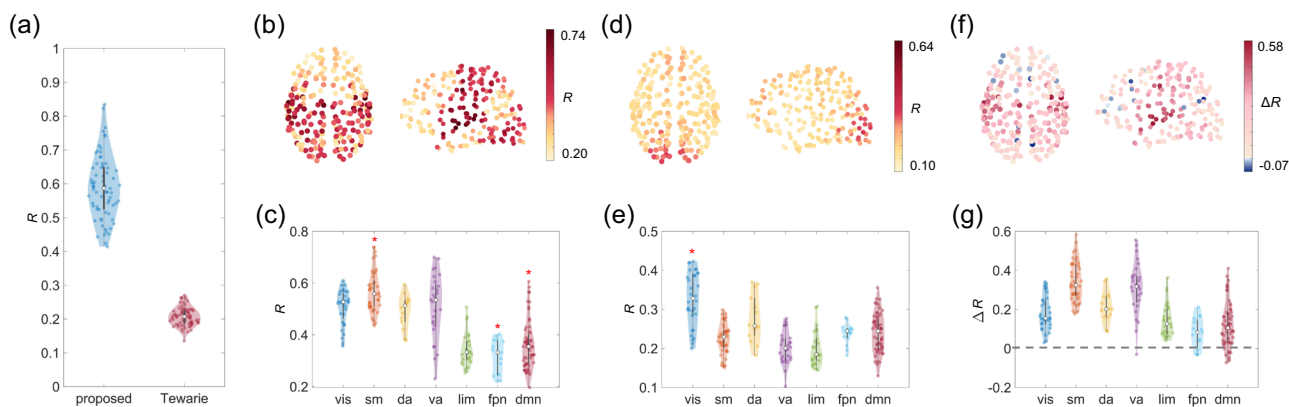 (a)
1
0.9
0.8
0.7
0.6
0.5
0.4
0.3
0.2
0.1
0
R
proposed Tewarie
(b)
0.74
R
0.20
(c)
0.8
0.6
0.4
0.2
R
* * * *
vis sm da va lim fpn dmn
(d)
0.64
R
0.10
(e)
0.5
0.4
0.3
0.2
0.1
R
*
vis sm da va lim fpn dmn
(f)
0.58
ΔR
-0.07
(g)
0.6
0.4
0.2
0
-0.2
ΔR
vis sm da va lim fpn dmn